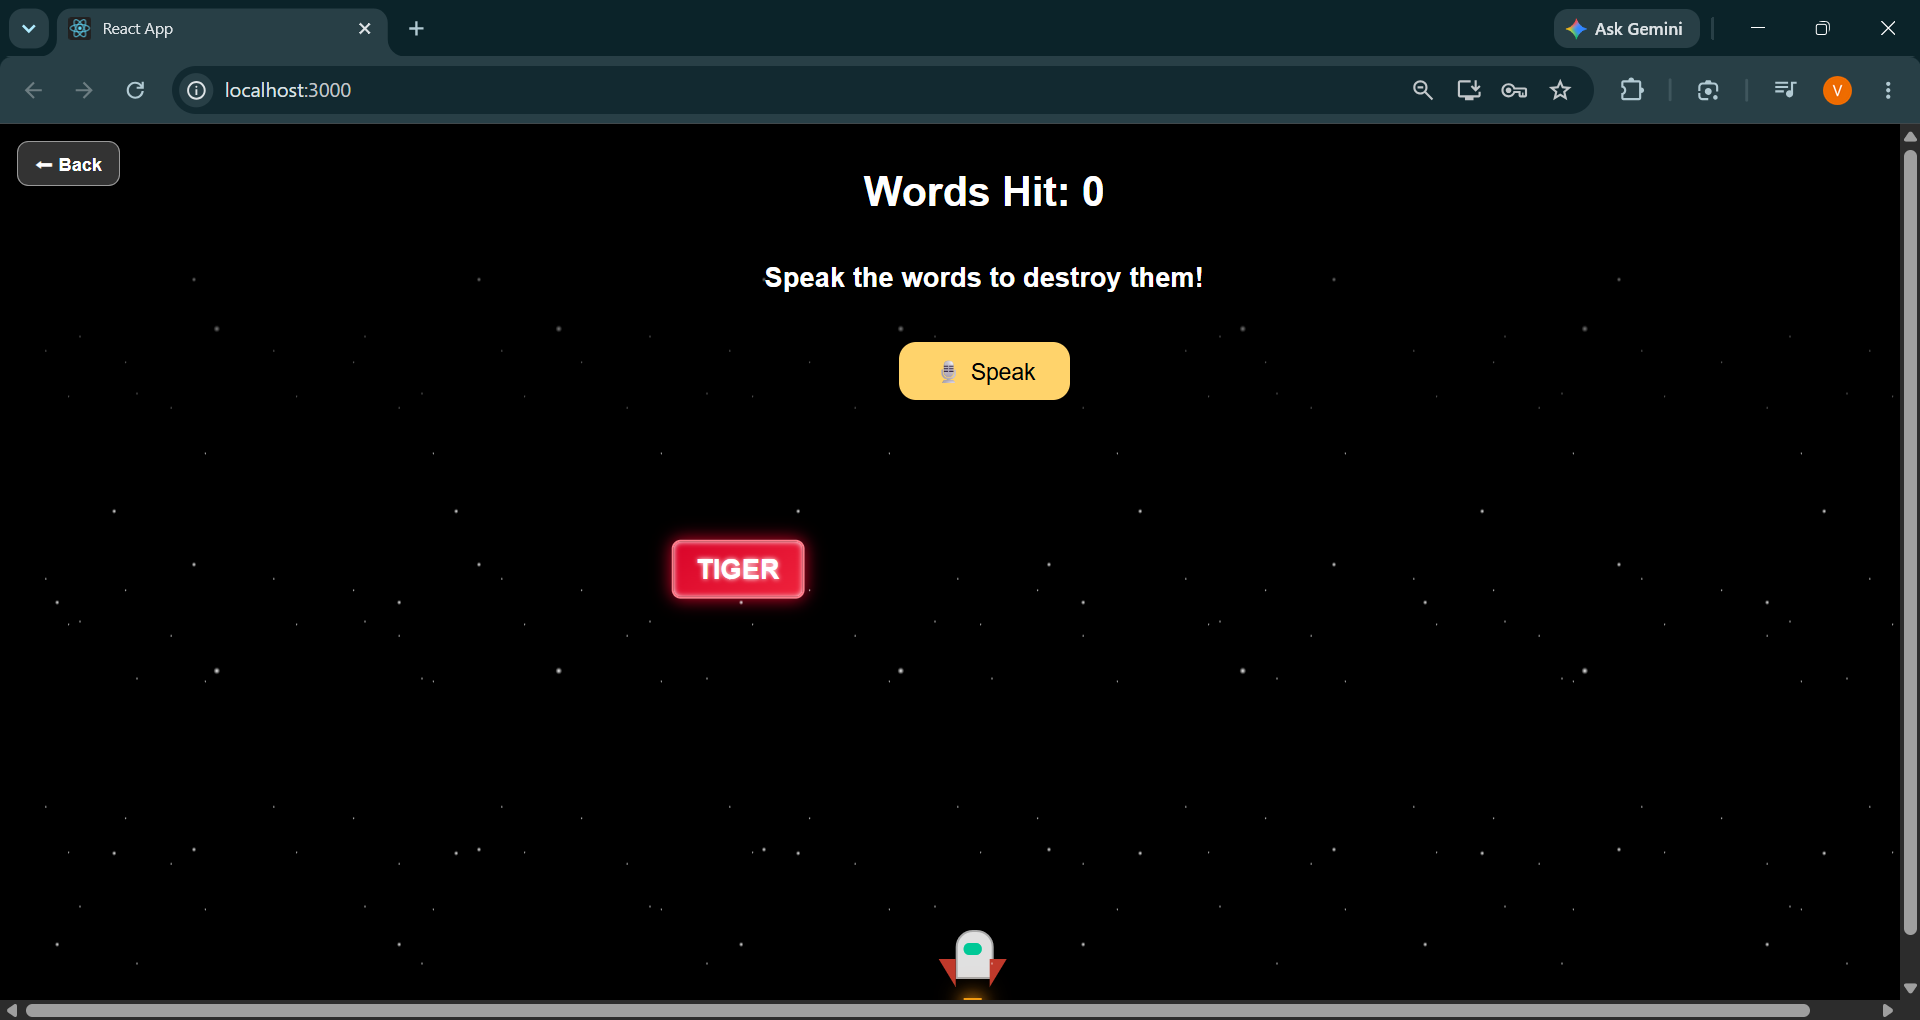 React App
Ask Gemini
localhost:3000
V
← Back
Words Hit: 0
Speak the words to destroy them!
Speak
TIGER